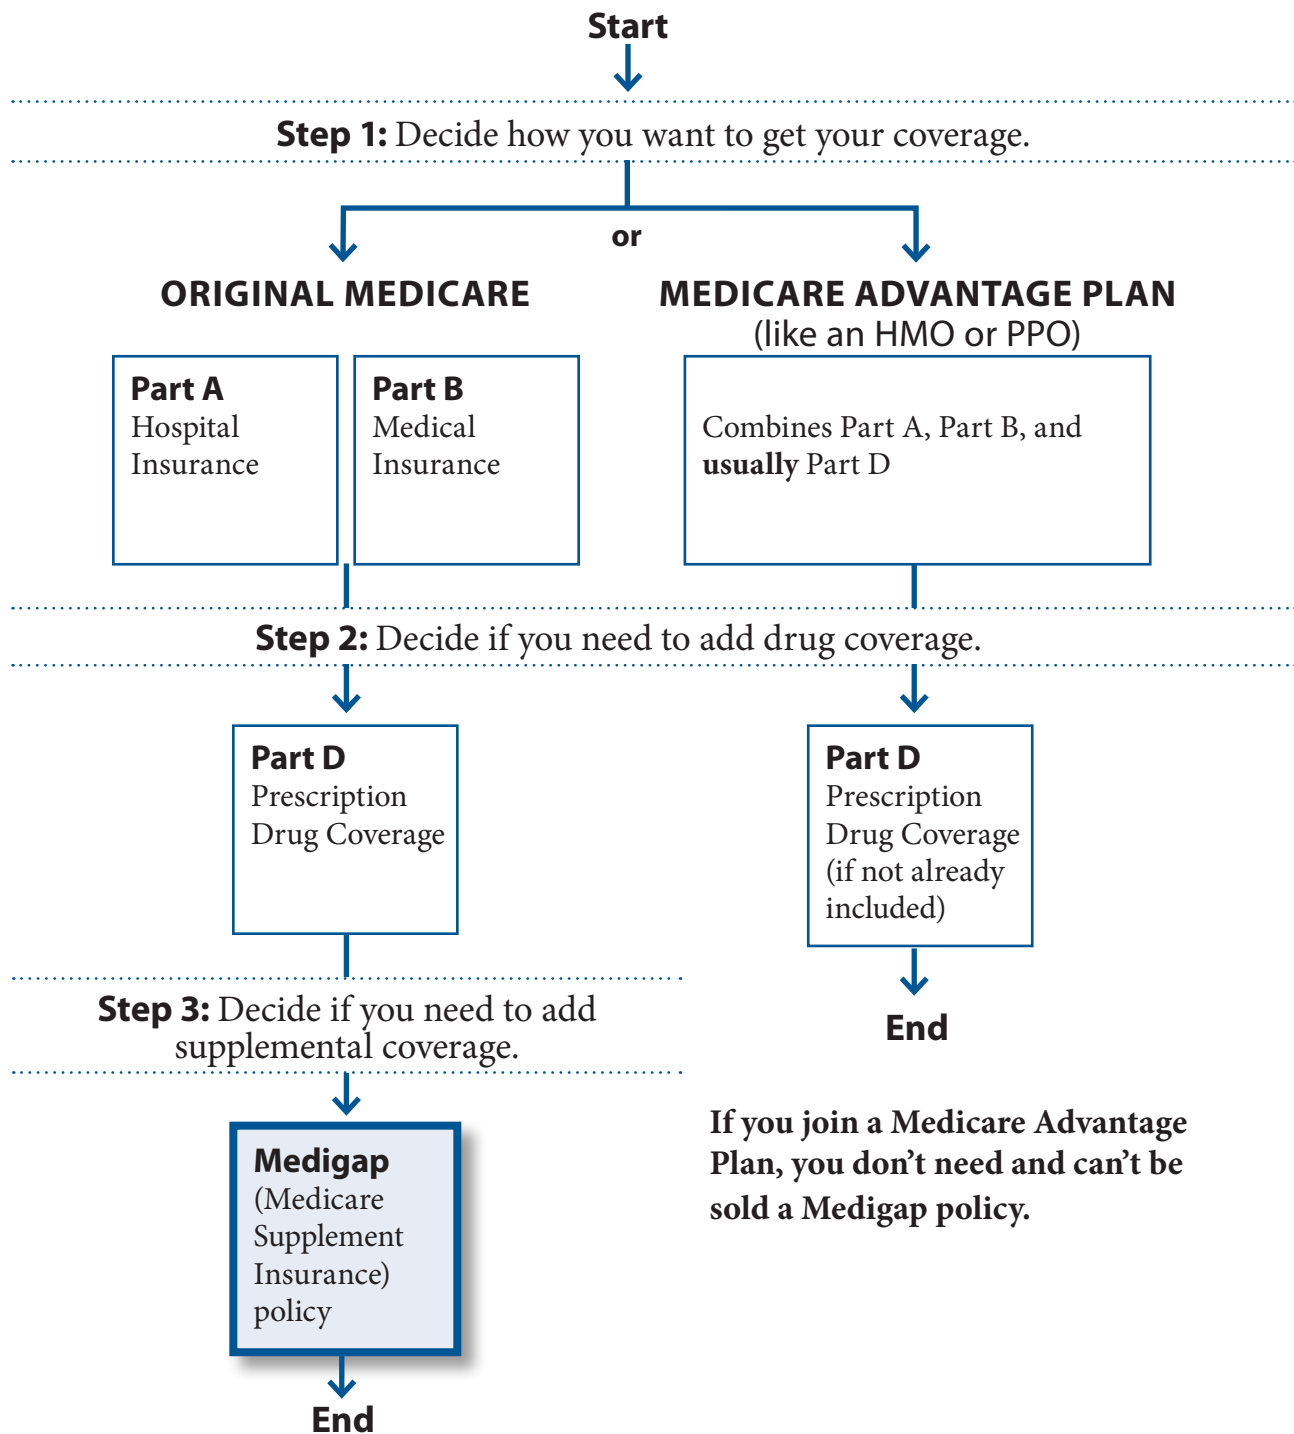 Start
Step 1: Decide how you want to get your coverage.
or
ORIGINAL MEDICARE
Part A
Hospital
Insurance
Part B
Medical
Insurance
MEDICARE ADVANTAGE PLAN
(like an HMO or PPO)
Combines Part A, Part B, and
usually Part D
Step 2: Decide if you need to add drug coverage.
Part D
Prescription
Drug Coverage
Part D
Prescription
Drug Coverage
(if not already
included)
Step 3: Decide if you need to add
supplemental coverage.
End
Medigap
(Medicare
Supplement
Insurance)
policy
End
If you join a Medicare Advantage
Plan, you don’t need and can’t be
sold a Medigap policy.